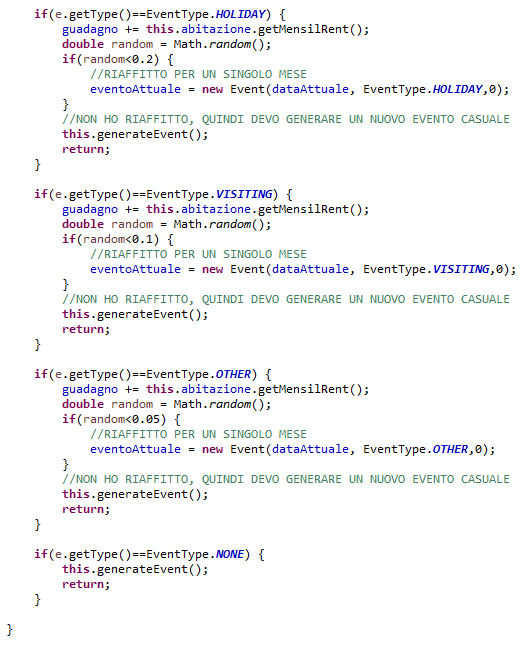 if(e.getType()==EventType.HOLIDAY) {
guadagno += this.abitazione.getMensilRent();
double random = Math.random();
if(random<0.2) {
//RIAFFITTO PER UN SINGOLO MESE
eventoAttuale = new Event(dataAttuale, EventType.HOLIDAY,0);
}
//NON HO RIAFFITTO, QUINDI DEVO GENERARE UN NUOVO EVENTO CASUALE
this.generateEvent();
return;
}
if(e.getType()==EventType.VISITING) {
guadagno += this.abitazione.getMensilRent();
double random = Math.random();
if(random<0.1) {
//RIAFFITTO PER UN SINGOLO MESE
eventoAttuale = new Event(dataAttuale, EventType.VISITING,0);
}
//NON HO RIAFFITTO, QUINDI DEVO GENERARE UN NUOVO EVENTO CASUALE
this.generateEvent();
return;
}
if(e.getType()==EventType.OTHER) {
guadagno += this.abitazione.getMensilRent();
double random = Math.random();
if(random<0.05) {
//RIAFFITTO PER UN SINGOLO MESE
eventoAttuale = new Event(dataAttuale, EventType.OTHER,0);
}
//NON HO RIAFFITTO, QUINDI DEVO GENERARE UN NUOVO EVENTO CASUALE
this.generateEvent();
return;
}
if(e.getType()==EventType.NONE) {
this.generateEvent();
return;
}
}